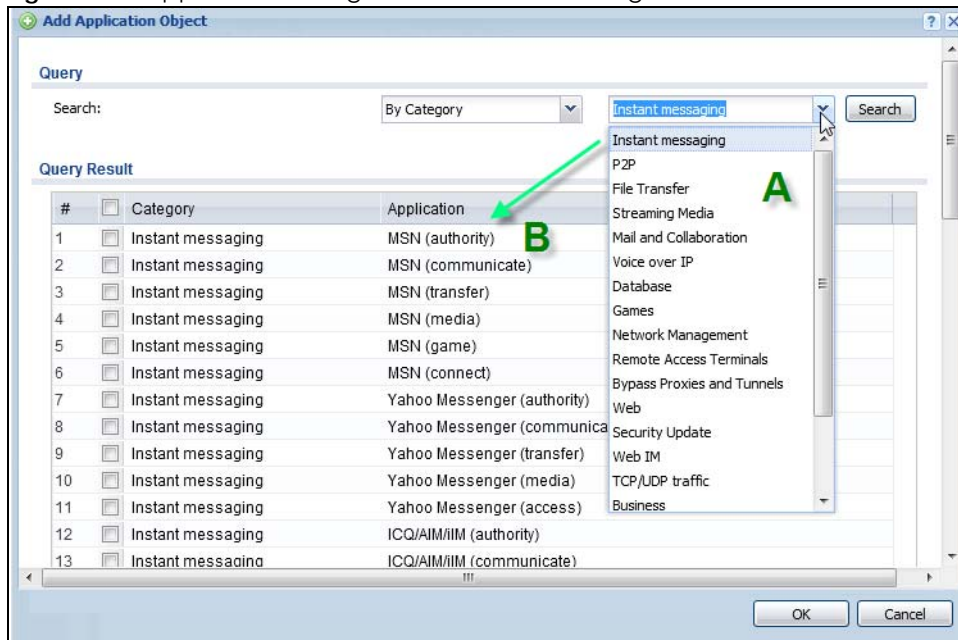 Add Application Object
Query
Search:
By Category
Instant messaging
Search
Instant messaging
P2P
File Transfer
Streaming Media
Mail and Collaboration
Voice over IP
Database
Games
Network Management
Remote Access Terminals
Bypass Proxies and Tunnels
Web
Security Update
Web IM
TCP/UDP traffic
Business
A
B
Query Result
# Category Application
1 Instant messaging MSN (authority)
2 Instant messaging MSN (communicate)
3 Instant messaging MSN (transfer)
4 Instant messaging MSN (media)
5 Instant messaging MSN (game)
6 Instant messaging MSN (connect)
7 Instant messaging Yahoo Messenger (authority)
8 Instant messaging Yahoo Messenger (communica
9 Instant messaging Yahoo Messenger (transfer)
10 Instant messaging Yahoo Messenger (media)
11 Instant messaging Yahoo Messenger (access)
12 Instant messaging ICQ/AIM/iIM (authority)
13 Instant messaging ICQ/AIM/iIM (communicate)
OK Cancel